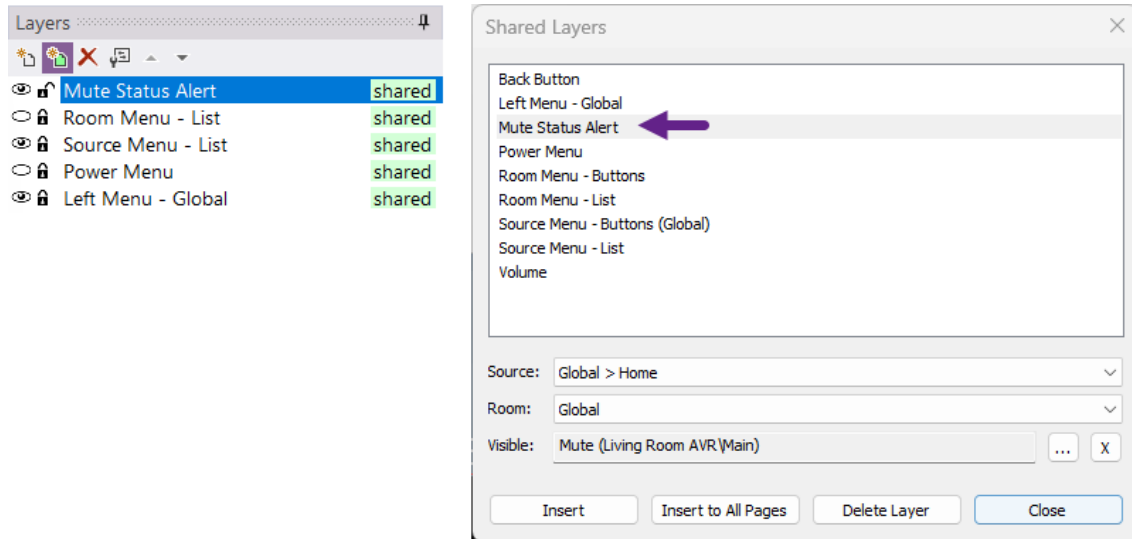 Layers
Mute Status Alert shared
Room Menu - List shared
Source Menu - List shared
Power Menu shared
Left Menu - Global shared
Shared Layers
Back Button
Left Menu - Global
Mute Status Alert
Power Menu
Room Menu - Buttons
Room Menu - List
Source Menu - Buttons (Global)
Source Menu - List
Volume
Source: Global > Home
Room: Global
Visible: Mute (Living Room AVR\Main) ... X
Insert Insert to All Pages Delete Layer Close